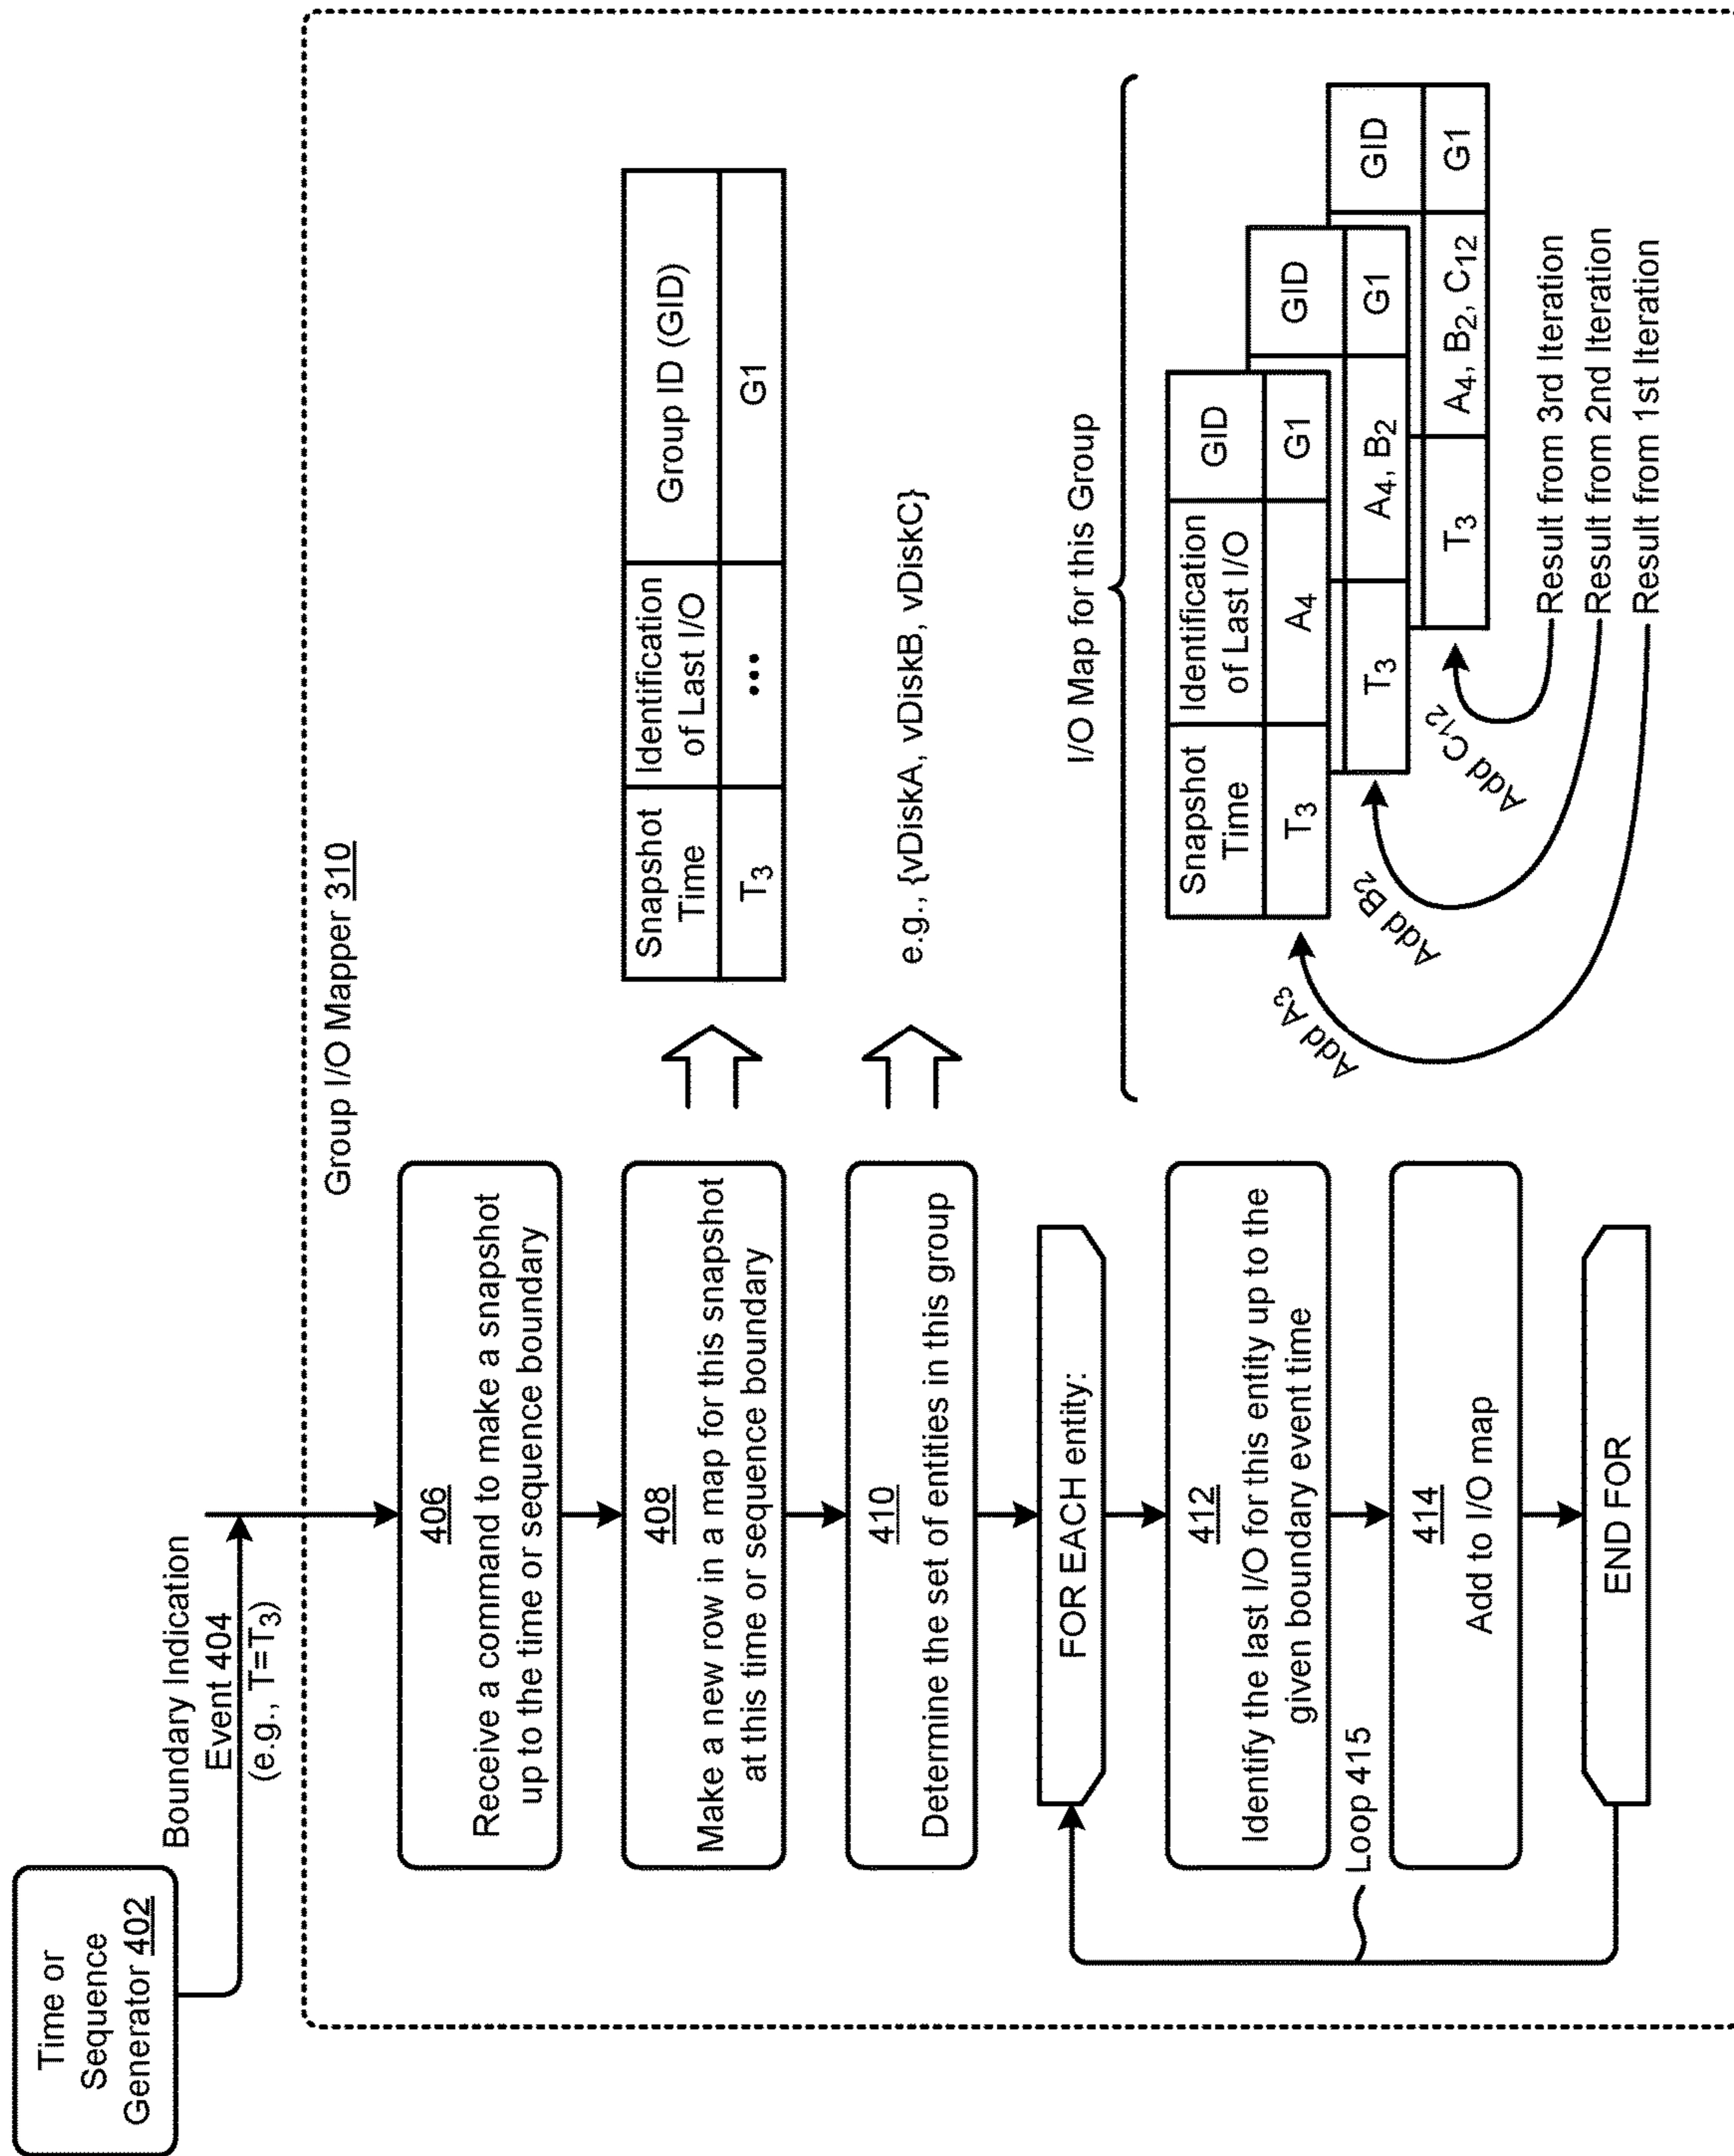 Time or
Sequence
Generator 402
Boundary Indication
Event 404
(e.g., T=T₃)
Group I/O Mapper 310
406
Receive a command to make a snapshot
up to the time or sequence boundary
408
Make a new row in a map for this snapshot
at this time or sequence boundary
Snapshot
Time
Identification
of Last I/O
Group ID (GID)
T₃
...
G1
410
Determine the set of entities in this group
e.g., {vDiskA, vDiskB, vDiskC}
FOR EACH entity:
412
Identify the last I/O for this entity up to the
given boundary event time
Loop 415
414
Add to I/O map
END FOR
I/O Map for this Group
Snapshot
Time
Identification
of Last I/O
GID
T₃
A₄
G1
GID
T₃
A₄, B₂
G1
GID
T₃
A₄, B₂, C₁₂
G1
Add A₃
Add B₂
Add C₁₂
Result from 3rd Iteration
Result from 2nd Iteration
Result from 1st Iteration